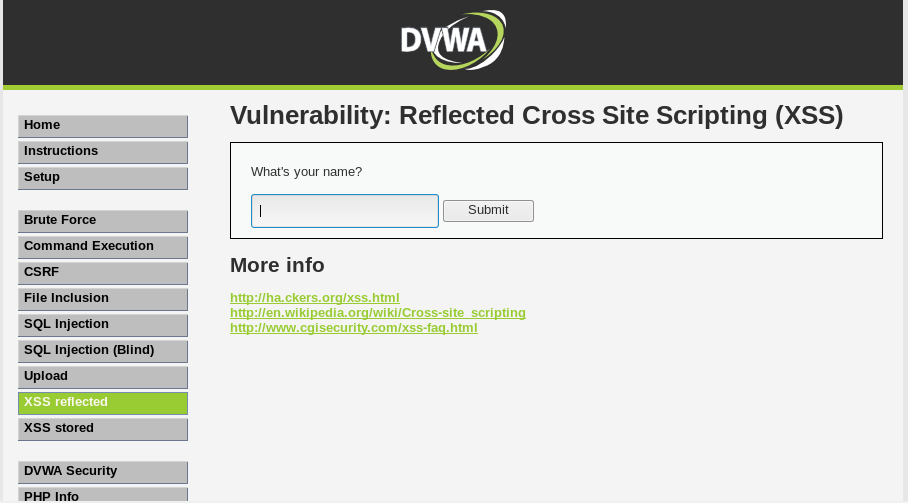 DVWA
Vulnerability: Reflected Cross Site Scripting (XSS)
Home
Instructions
Setup
Brute Force
Command Execution
CSRF
File Inclusion
SQL Injection
SQL Injection (Blind)
Upload
XSS reflected
XSS stored
DVWA Security
PHP Info
What's your name?
Submit
More info
http://ha.ckers.org/xss.html
http://en.wikipedia.org/wiki/Cross-site_scripting
http://www.cgisecurity.com/xss-faq.html